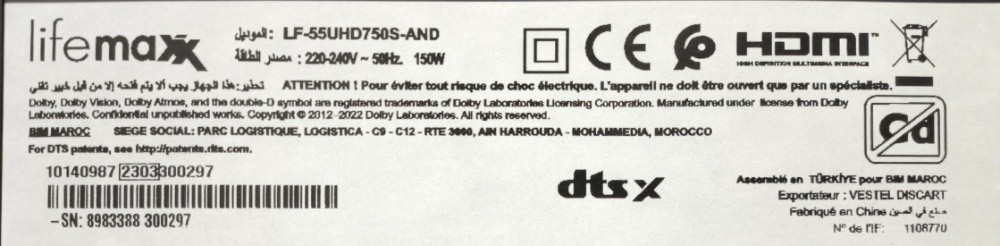 lifemaxx
الموديل: LF-55UHD750S-AND
مصدر الطاقة : 220-240V ~ 50Hz. 150W
CE
HDMI™
HIGH DEFINITION MULTIMEDIA INTERFACE
تحذير: هذا الجهاز يجب ألا يتم فتحه إلا من قبل خبير تقني ATTENTION ! Pour éviter tout risque de choc électrique. L'appareil ne doit être ouvert que par un spécialiste.
Dolby, Dolby Vision, Dolby Atmos, and the double-D symbol are registered trademarks of Dolby Laboratories Licensing Corporation. Manufactured under license from Dolby
Laboratories. Confidential unpublished works. Copyright © 2012-2022 Dolby Laboratories. All rights reserved.
BIM MAROC SIEGE SOCIAL: PARC LOGISTIQUE, LOGISTICA - C9 - C12 - RTE 3000, AIN HARROUDA - MOHAMMEDIA, MOROCCO
For DTS patents, see http://patents.dts.com.
Cd
10140987 2303300297
~SN: 8983388 300297
dts x
Assemblé en TÜRKİYE pour BIM MAROC
Exportateur : VESTEL DISCART
Fabriqué en Chine صنع في الصين
N° de l'IF: 1108770